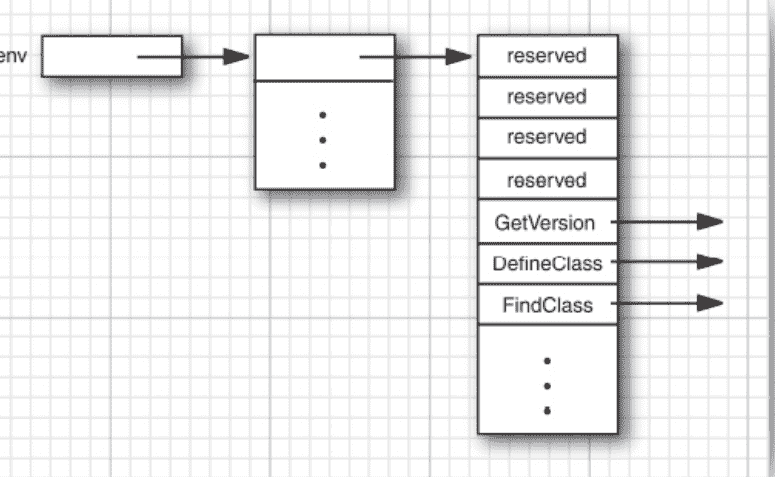 env
reserved
reserved
reserved
reserved
GetVersion
DefineClass
FindClass